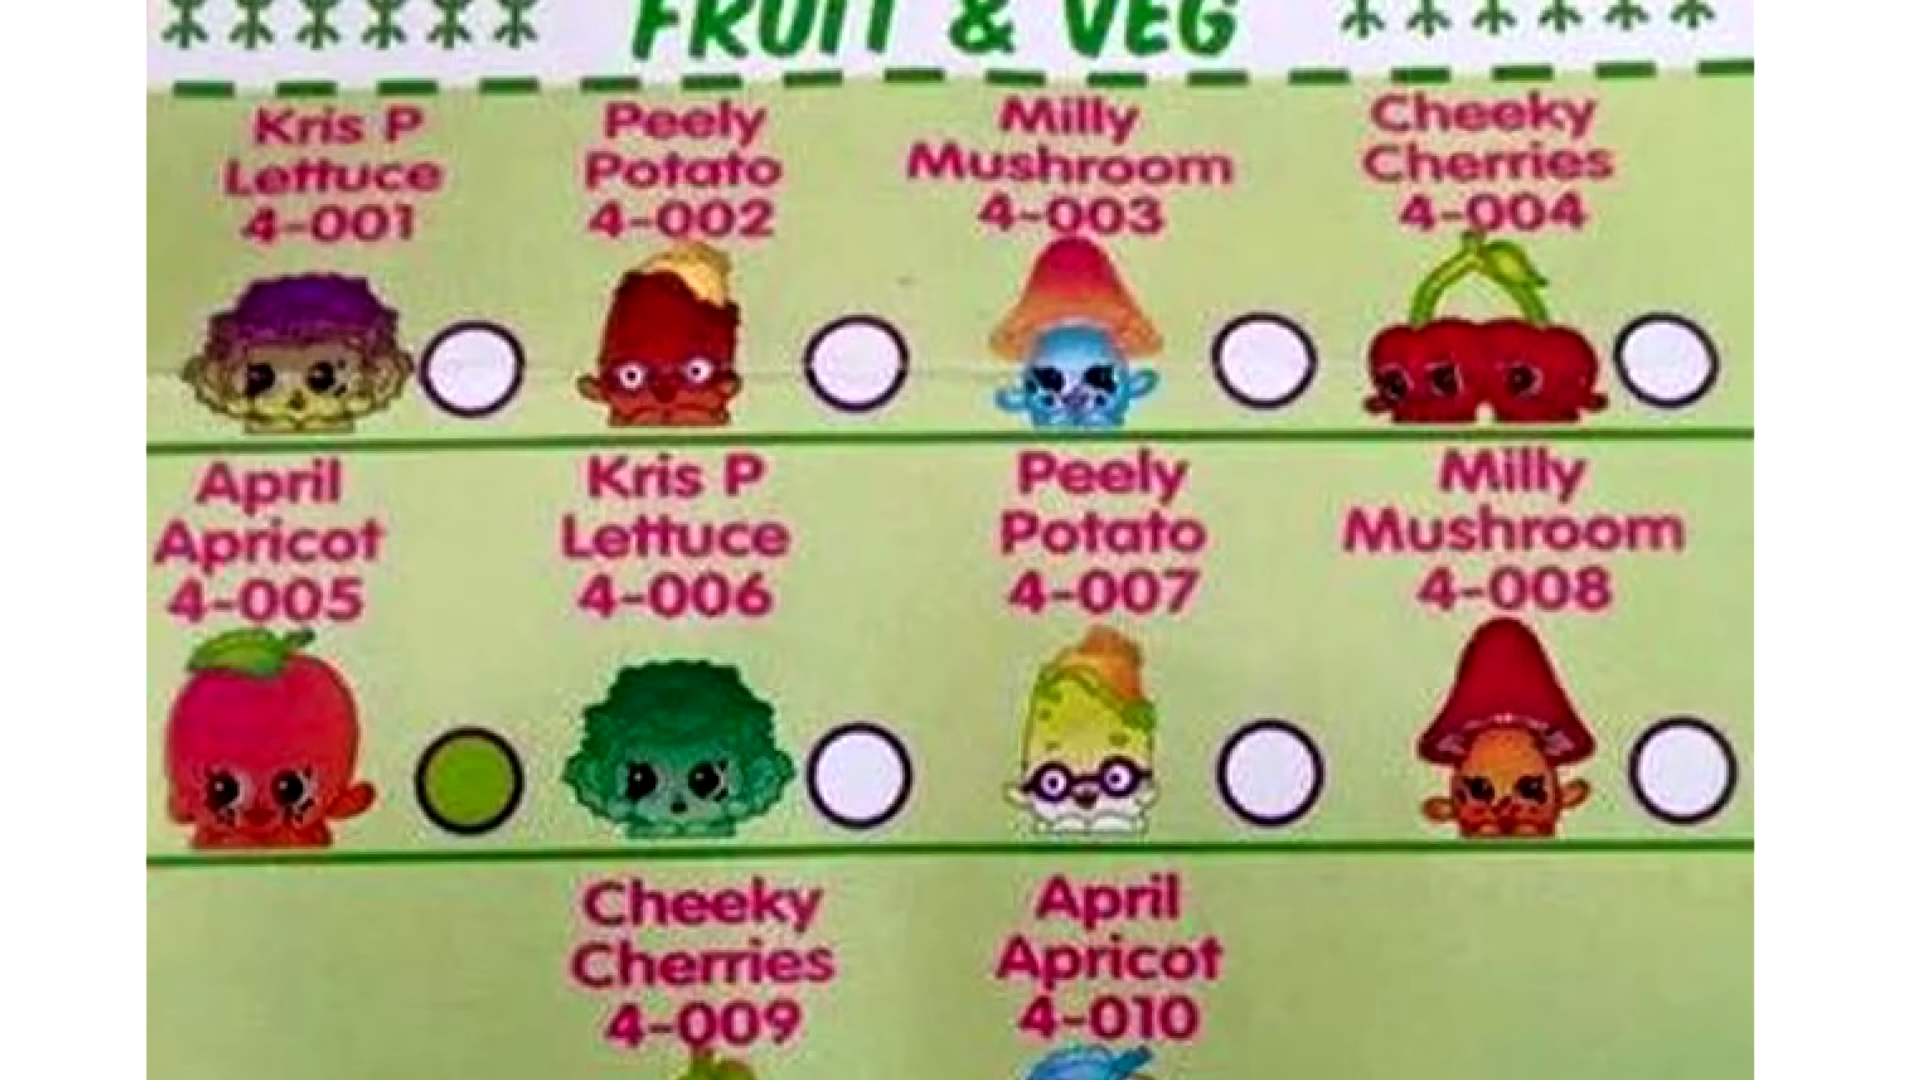 FRUIT & VEG
Kris P
Lettuce
4-001
Peely
Potato
4-002
Milly
Mushroom
4-003
Cheeky
Cherries
4-004
April
Apricot
4-005
Kris P
Lettuce
4-006
Peely
Potato
4-007
Milly
Mushroom
4-008
Cheeky
Cherries
4-009
April
Apricot
4-010